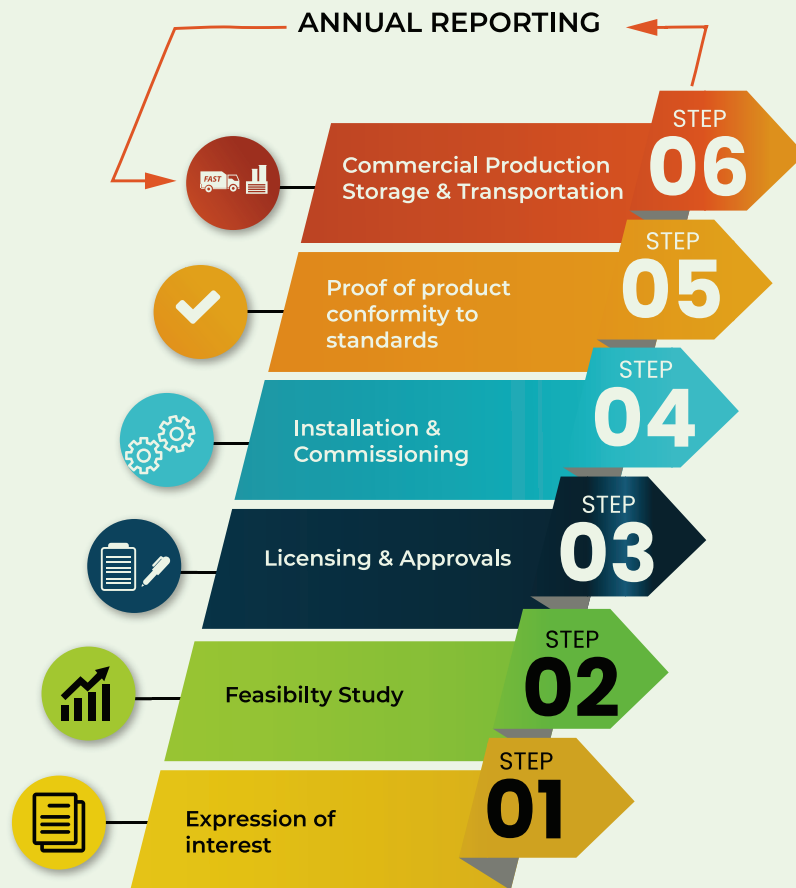 ANNUAL REPORTING
STEP
06
FAST
Commercial Production
Storage & Transportation
STEP
05
Proof of product
conformity to
standards
STEP
04
Installation &
Commissioning
STEP
03
Licensing & Approvals
STEP
02
Feasibilty Study
STEP
01
Expression of
interest